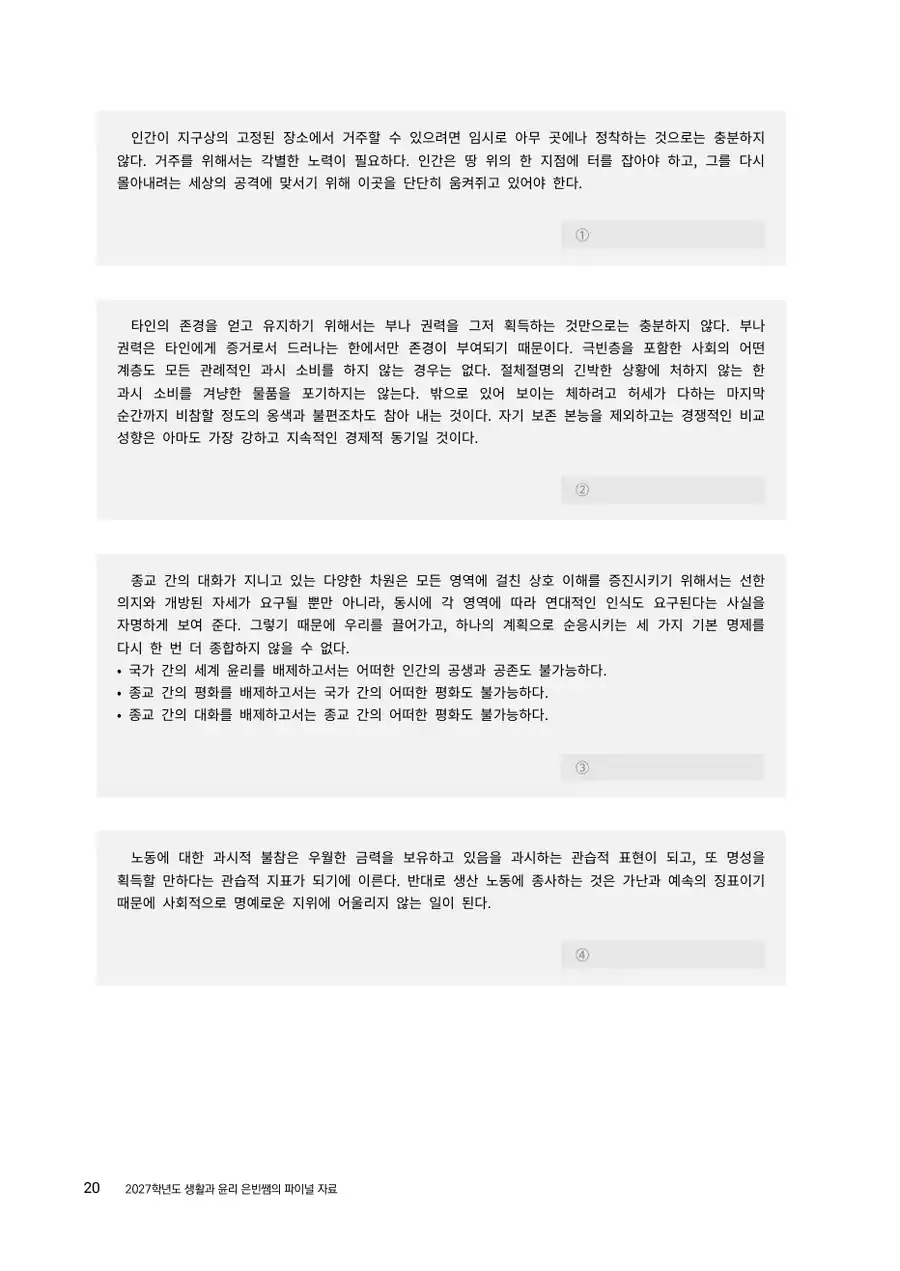 인간이 지구상의 고정된 장소에서 거주할 수 있으려면 임시로 아무 곳에나 정착하는 것으로는 충분하지
않다. 거주를 위해서는 각별한 노력이 필요하다. 인간은 땅 위의 한 지점에 터를 잡아야 하고, 그를 다시
몰아내려는 세상의 공격에 맞서기 위해 이곳을 단단히 움켜쥐고 있어야 한다.
①
타인의 존경을 얻고 유지하기 위해서는 부나 권력을 그저 획득하는 것만으로는 충분하지 않다. 부나
권력은 타인에게 증거로서 드러나는 한에서만 존경이 부여되기 때문이다. 극빈층을 포함한 사회의 어떤
계층도 모든 관례적인 과시 소비를 하지 않는 경우는 없다. 절체절명의 긴박한 상황에 처하지 않는 한
과시 소비를 겨냥한 물품을 포기하지는 않는다. 밖으로 있어 보이는 체하려고 허세가 다하는 마지막
순간까지 비참할 정도의 옹색과 불편조차도 참아 내는 것이다. 자기 보존 본능을 제외하고는 경쟁적인 비교
성향은 아마도 가장 강하고 지속적인 경제적 동기일 것이다.
②
종교 간의 대화가 지니고 있는 다양한 차원은 모든 영역에 걸친 상호 이해를 증진시키기 위해서는 선한
의지와 개방된 자세가 요구될 뿐만 아니라, 동시에 각 영역에 따라 연대적인 인식도 요구된다는 사실을
자명하게 보여 준다. 그렇기 때문에 우리를 끌어가고, 하나의 계획으로 순응시키는 세 가지 기본 명제를
다시 한 번 더 종합하지 않을 수 없다.
• 국가 간의 세계 윤리를 배제하고서는 어떠한 인간의 공생과 공존도 불가능하다.
• 종교 간의 평화를 배제하고서는 국가 간의 어떠한 평화도 불가능하다.
• 종교 간의 대화를 배제하고서는 종교 간의 어떠한 평화도 불가능하다.
③
노동에 대한 과시적 불참은 우월한 금력을 보유하고 있음을 과시하는 관습적 표현이 되고, 또 명성을
획득할 만하다는 관습적 지표가 되기에 이른다. 반대로 생산 노동에 종사하는 것은 가난과 예속의 징표이기
때문에 사회적으로 명예로운 지위에 어울리지 않는 일이 된다.
④
20 2027학년도 생활과 윤리 은빈쌤의 파이널 자료